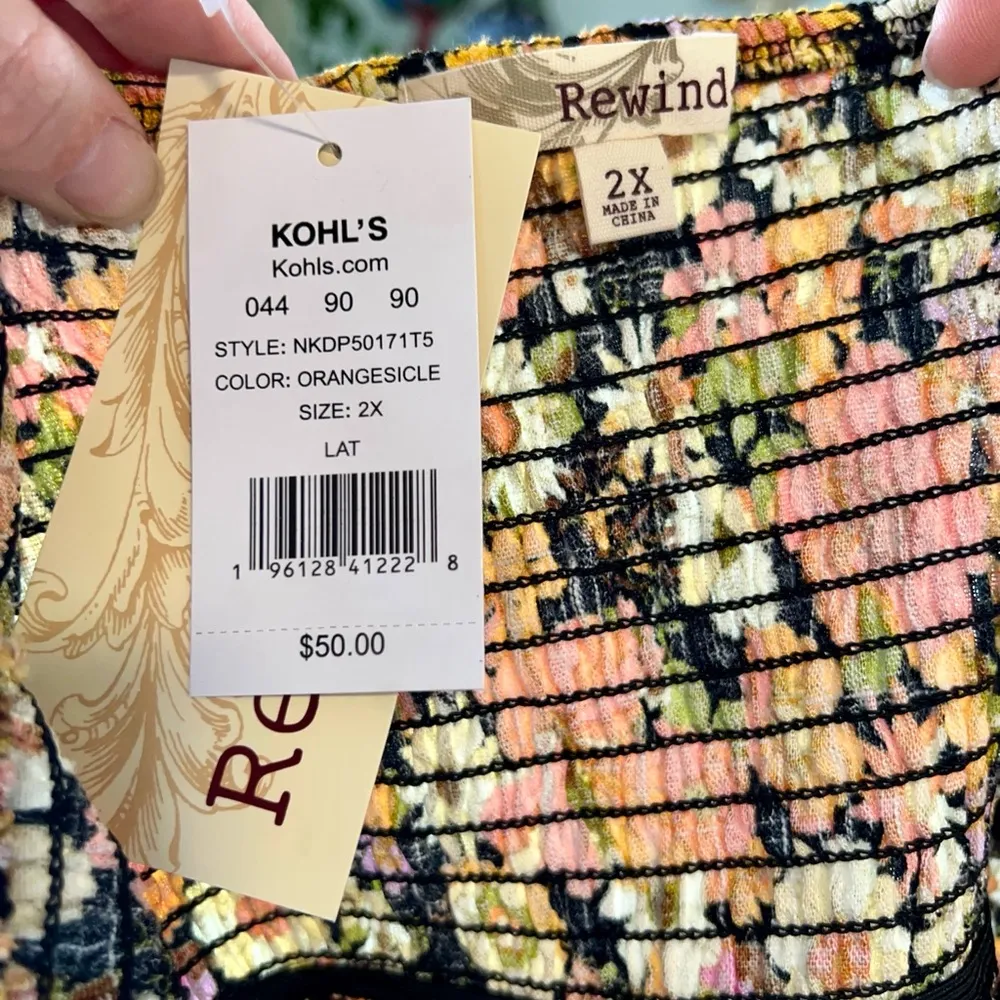 Rewind
2X
MADE IN
CHINA
KOHL'S
Kohls.com
044 90 90
STYLE: NKDP50171T5
COLOR: ORANGESICLE
SIZE: 2X
LAT
1 96128 41222 8
$50.00
Re